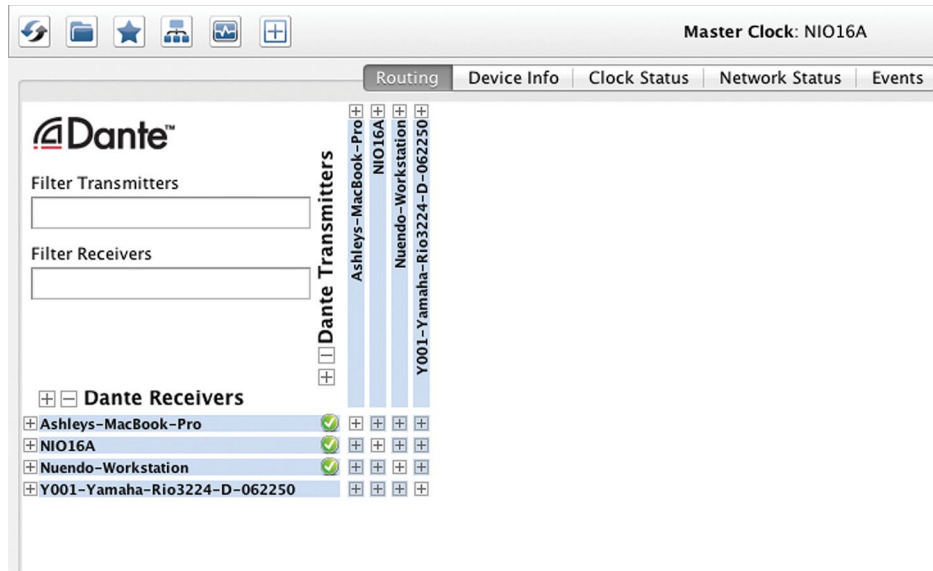 Master Clock: NIO16A
Routing
Device Info
Clock Status
Network Status
Events
Dante™
Filter Transmitters
Filter Receivers
Dante Transmitters
Ashleys-MacBook-Pro
NIO16A
Nuendo-Workstation
Y001-Yamaha-Rio3224-D-062250
Dante Receivers
Ashleys-MacBook-Pro
NIO16A
Nuendo-Workstation
Y001-Yamaha-Rio3224-D-062250